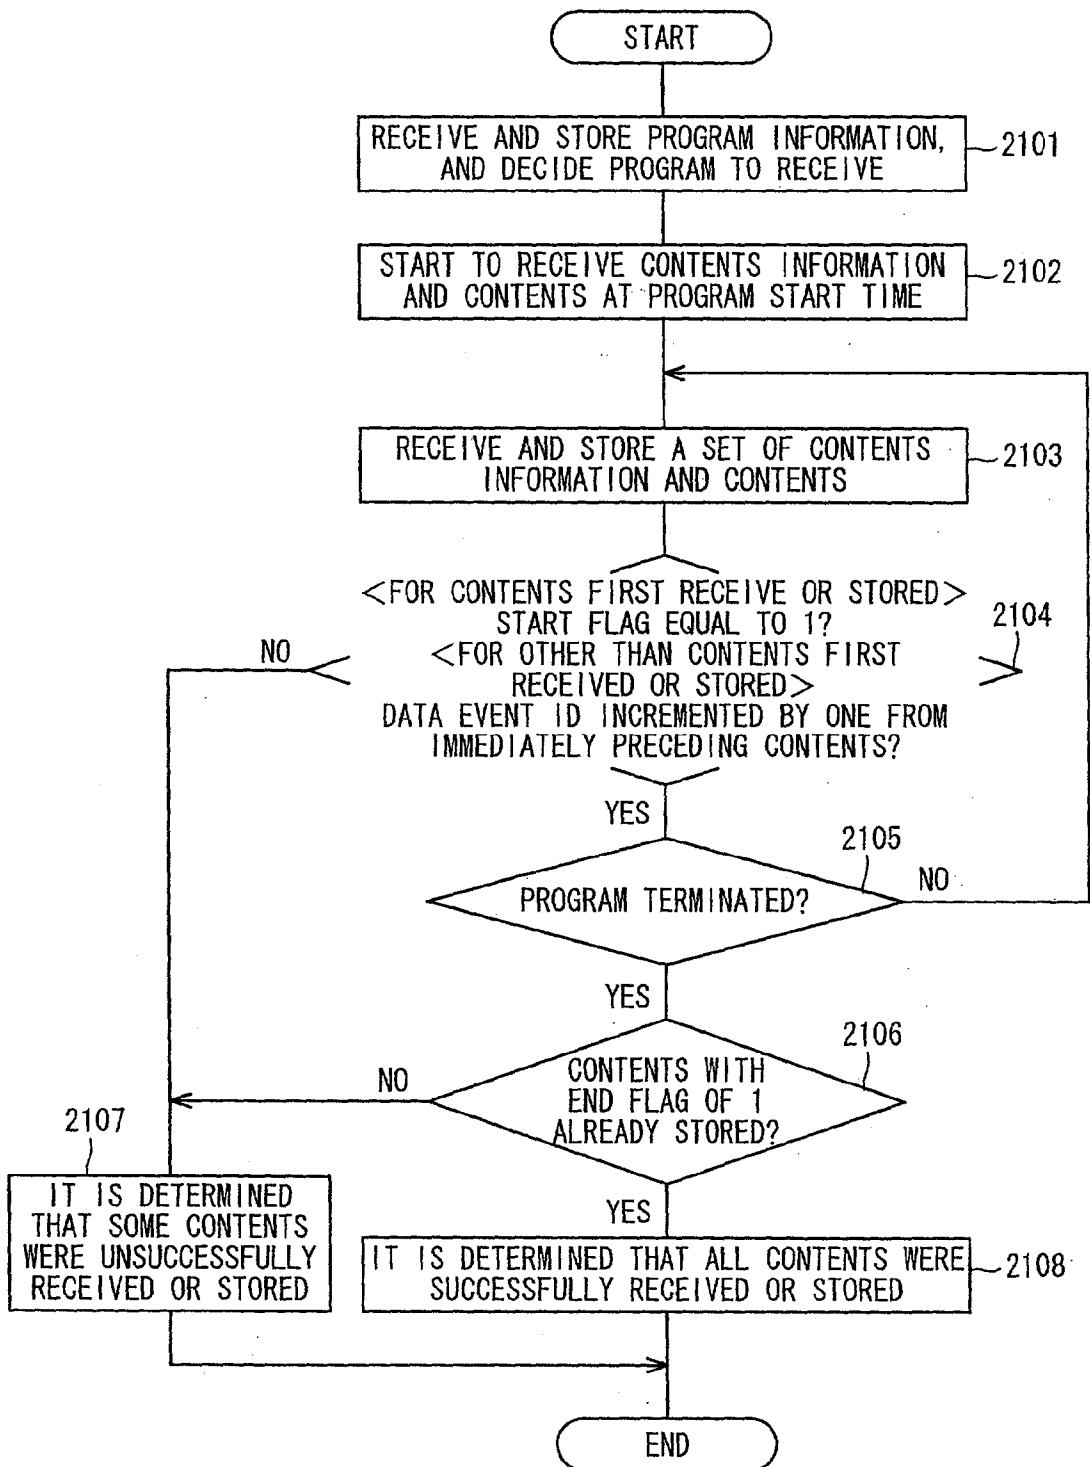 START
RECEIVE AND STORE PROGRAM INFORMATION,
AND DECIDE PROGRAM TO RECEIVE
2101
START TO RECEIVE CONTENTS INFORMATION
AND CONTENTS AT PROGRAM START TIME
2102
RECEIVE AND STORE A SET OF CONTENTS
INFORMATION AND CONTENTS
2103
<FOR CONTENTS FIRST RECEIVE OR STORED>
START FLAG EQUAL TO 1?
<FOR OTHER THAN CONTENTS FIRST
RECEIVED OR STORED>
DATA EVENT ID INCREMENTED BY ONE FROM
IMMEDIATELY PRECEDING CONTENTS?
2104
NO
YES
2105
PROGRAM TERMINATED?
NO
YES
2106
CONTENTS WITH
END FLAG OF 1
ALREADY STORED?
NO
YES
2107
IT IS DETERMINED
THAT SOME CONTENTS
WERE UNSUCCESSFULLY
RECEIVED OR STORED
IT IS DETERMINED THAT ALL CONTENTS WERE
SUCCESSFULLY RECEIVED OR STORED
2108
END